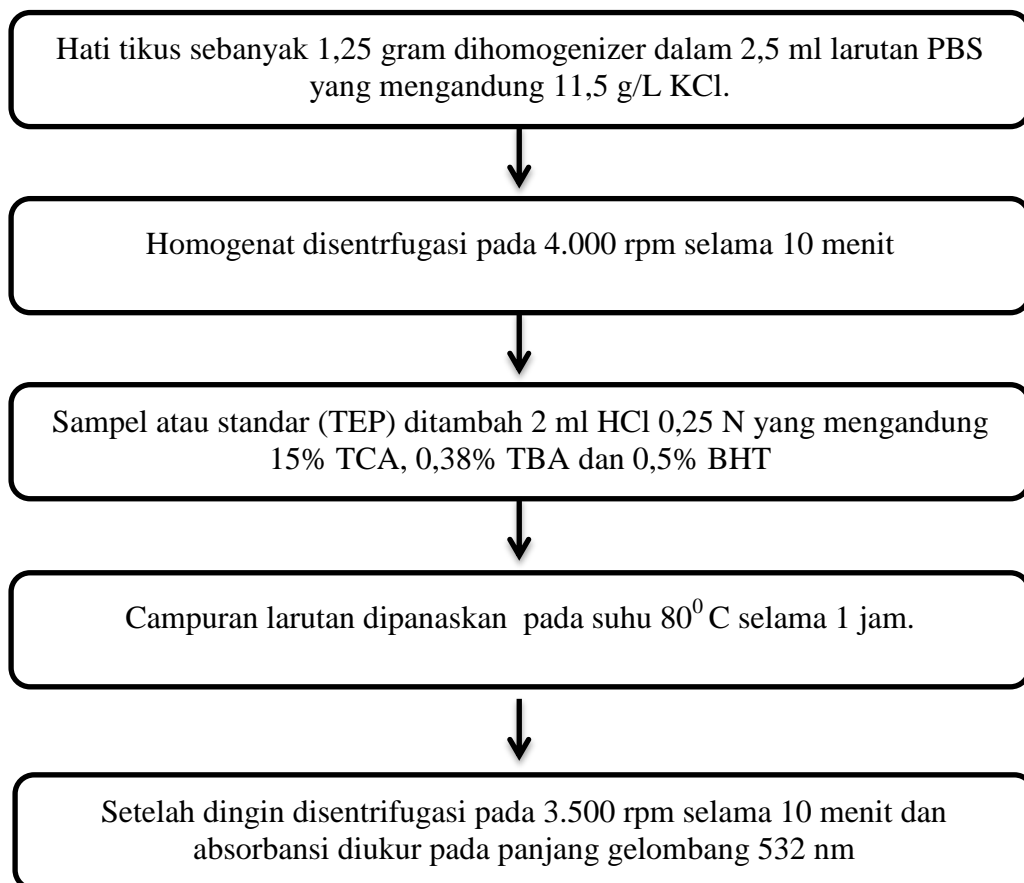 Hati tikus sebanyak 1,25 gram dihomogenizer dalam 2,5 ml larutan PBS
yang mengandung 11,5 g/L KCl.
Homogenat disentrfugasi pada 4.000 rpm selama 10 menit
Sampel atau standar (TEP) ditambah 2 ml HCl 0,25 N yang mengandung
15% TCA, 0,38% TBA dan 0,5% BHT
Campuran larutan dipanaskan  pada suhu 80⁰ C selama 1 jam.
Setelah dingin disentrifugasi pada 3.500 rpm selama 10 menit dan
absorbansi diukur pada panjang gelombang 532 nm